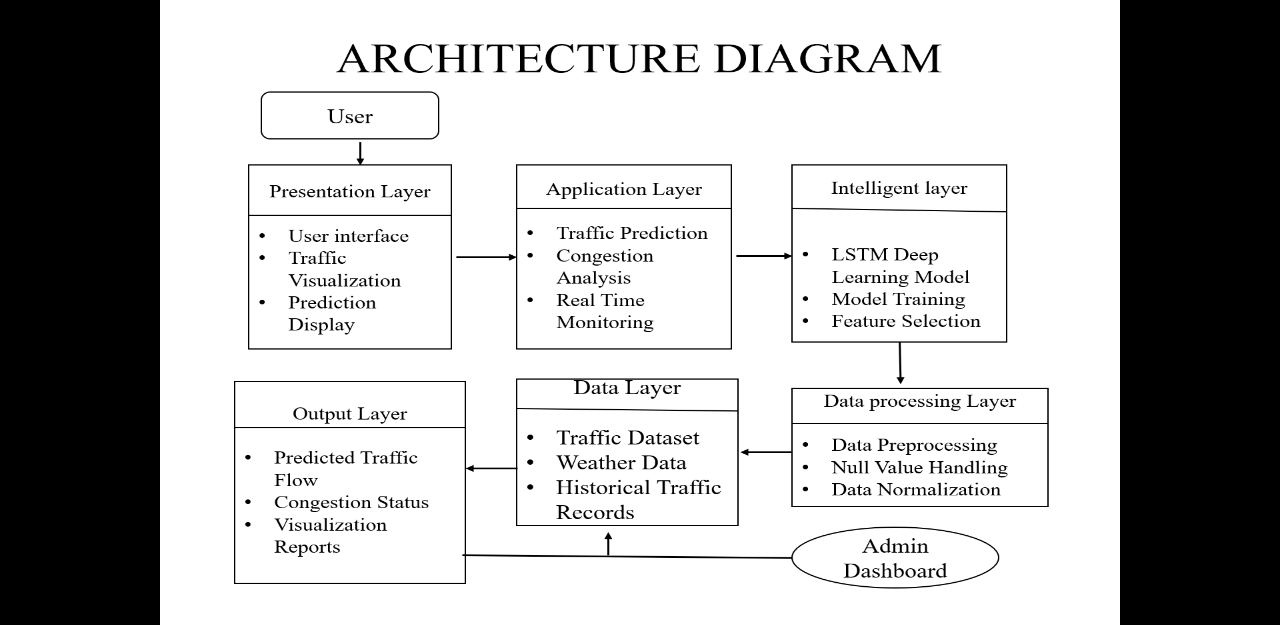 ARCHITECTURE DIAGRAM
User
Presentation Layer
• User interface
• Traffic
Visualization
• Prediction
Display
Application Layer
• Traffic Prediction
• Congestion
Analysis
• Real Time
Monitoring
Intelligent layer
• LSTM Deep
Learning Model
• Model Training
• Feature Selection
Output Layer
• Predicted Traffic
Flow
• Congestion Status
• Visualization
Reports
Data Layer
• Traffic Dataset
• Weather Data
• Historical Traffic
Records
Data processing Layer
• Data Preprocessing
• Null Value Handling
• Data Normalization
Admin
Dashboard